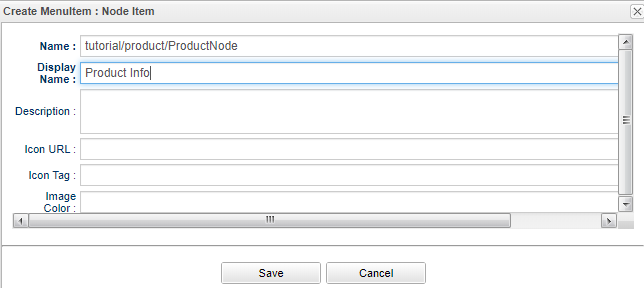 Create MenuItem : Node Item
Name : tutorial/product/ProductNode
Display
Name : Product Info
Description :
Icon URL :
Icon Tag :
Image
Color :
Save Cancel